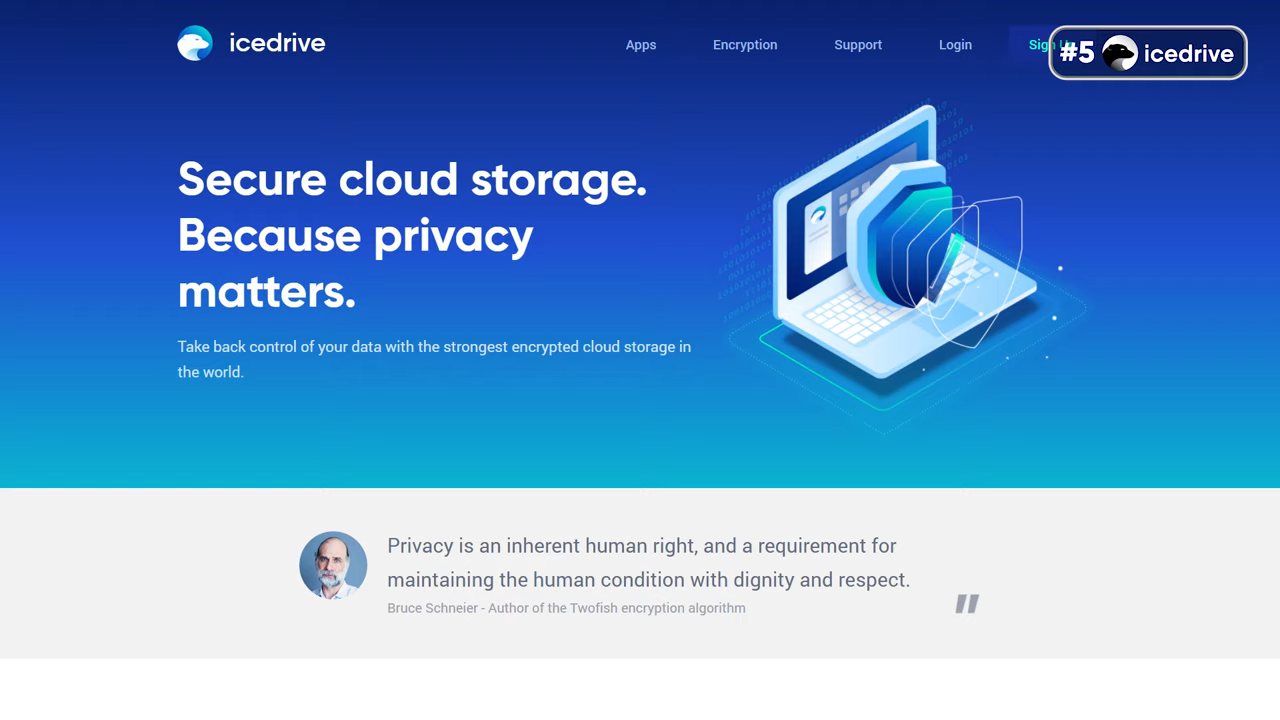 icedrive
Apps
Encryption
Support
Login
#5 icedrive
Secure cloud storage.
Because privacy
matters.
Take back control of your data with the strongest encrypted cloud storage in
the world.
Privacy is an inherent human right, and a requirement for
maintaining the human condition with dignity and respect.
Bruce Schneier - Author of the Twofish encryption algorithm
"